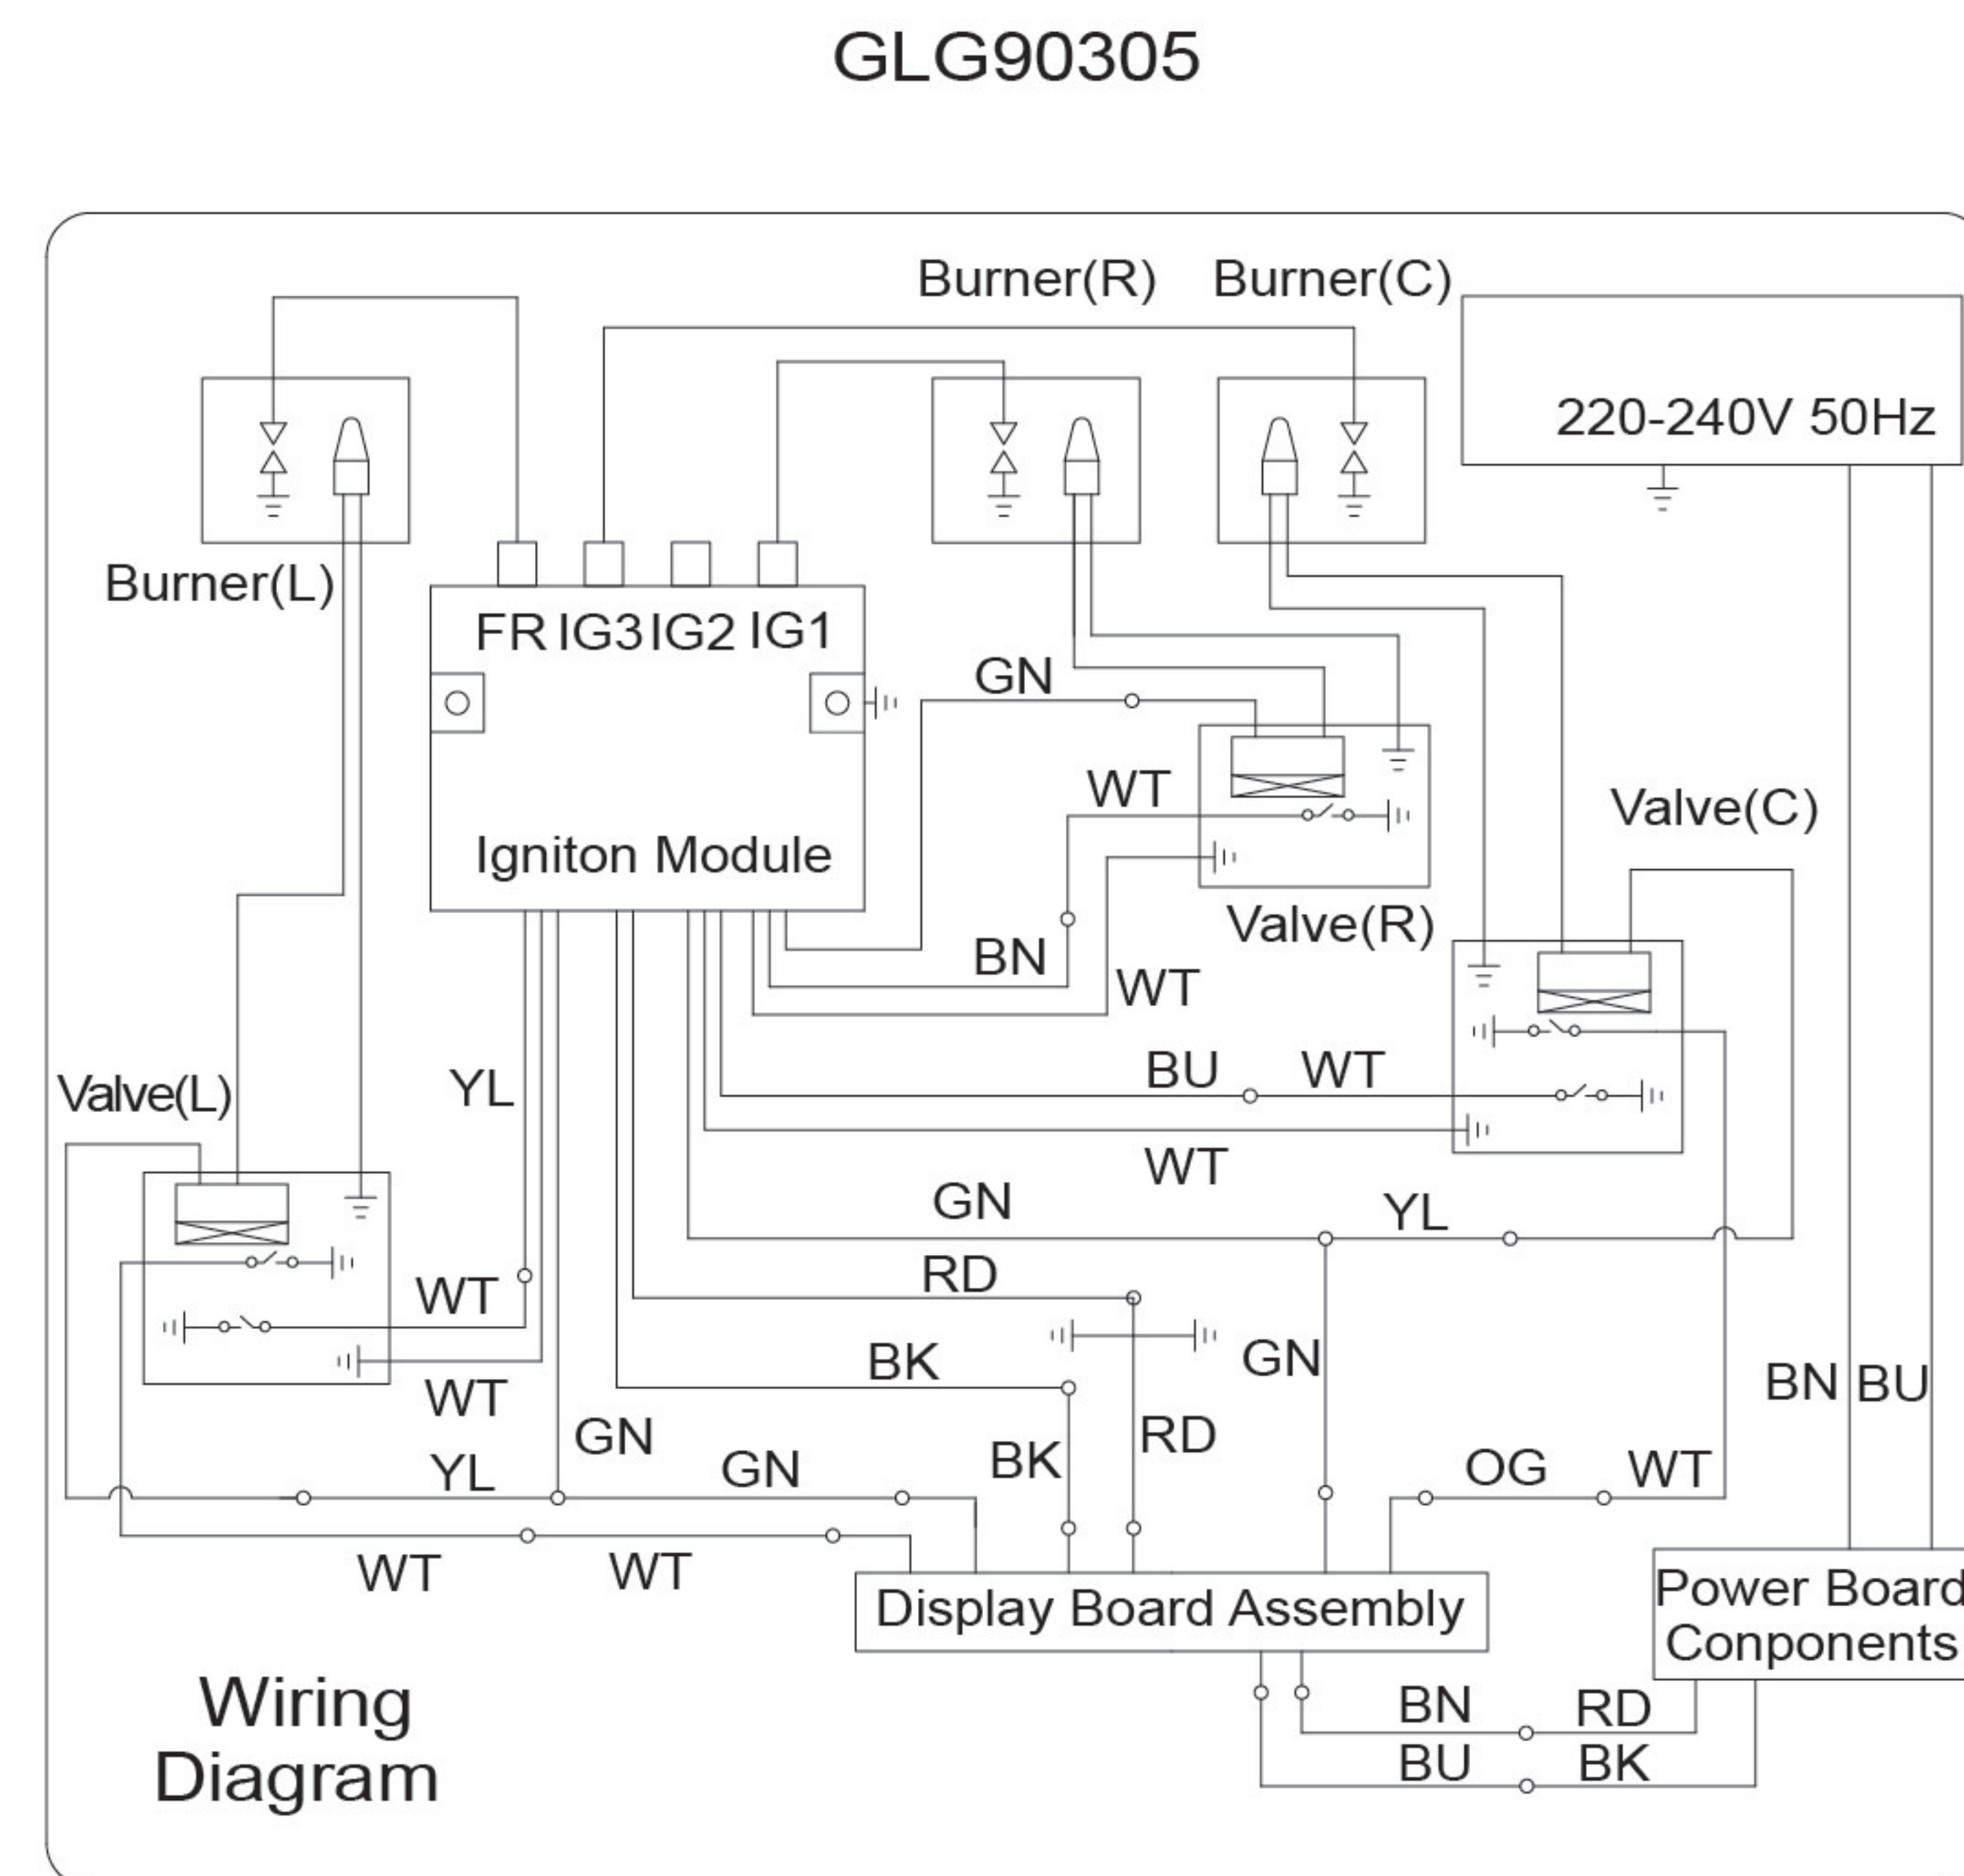 GLG90305
Burner(R) Burner(C)
220-240V 50Hz
Burner(L)
FR IG3 IG2 IG1
GN
WT
Valve(C)
Igniton Module
Valve(R)
BN
WT
BU WT
YL
Valve(L)
WT
GN YL
RD
WT
GN
BK
BN BU
WT
GN
RD
BK
YL GN
OG WT
WT WT
Display Board Assembly
Power Board
Conponents
Wiring
Diagram
BN RD
BU BK